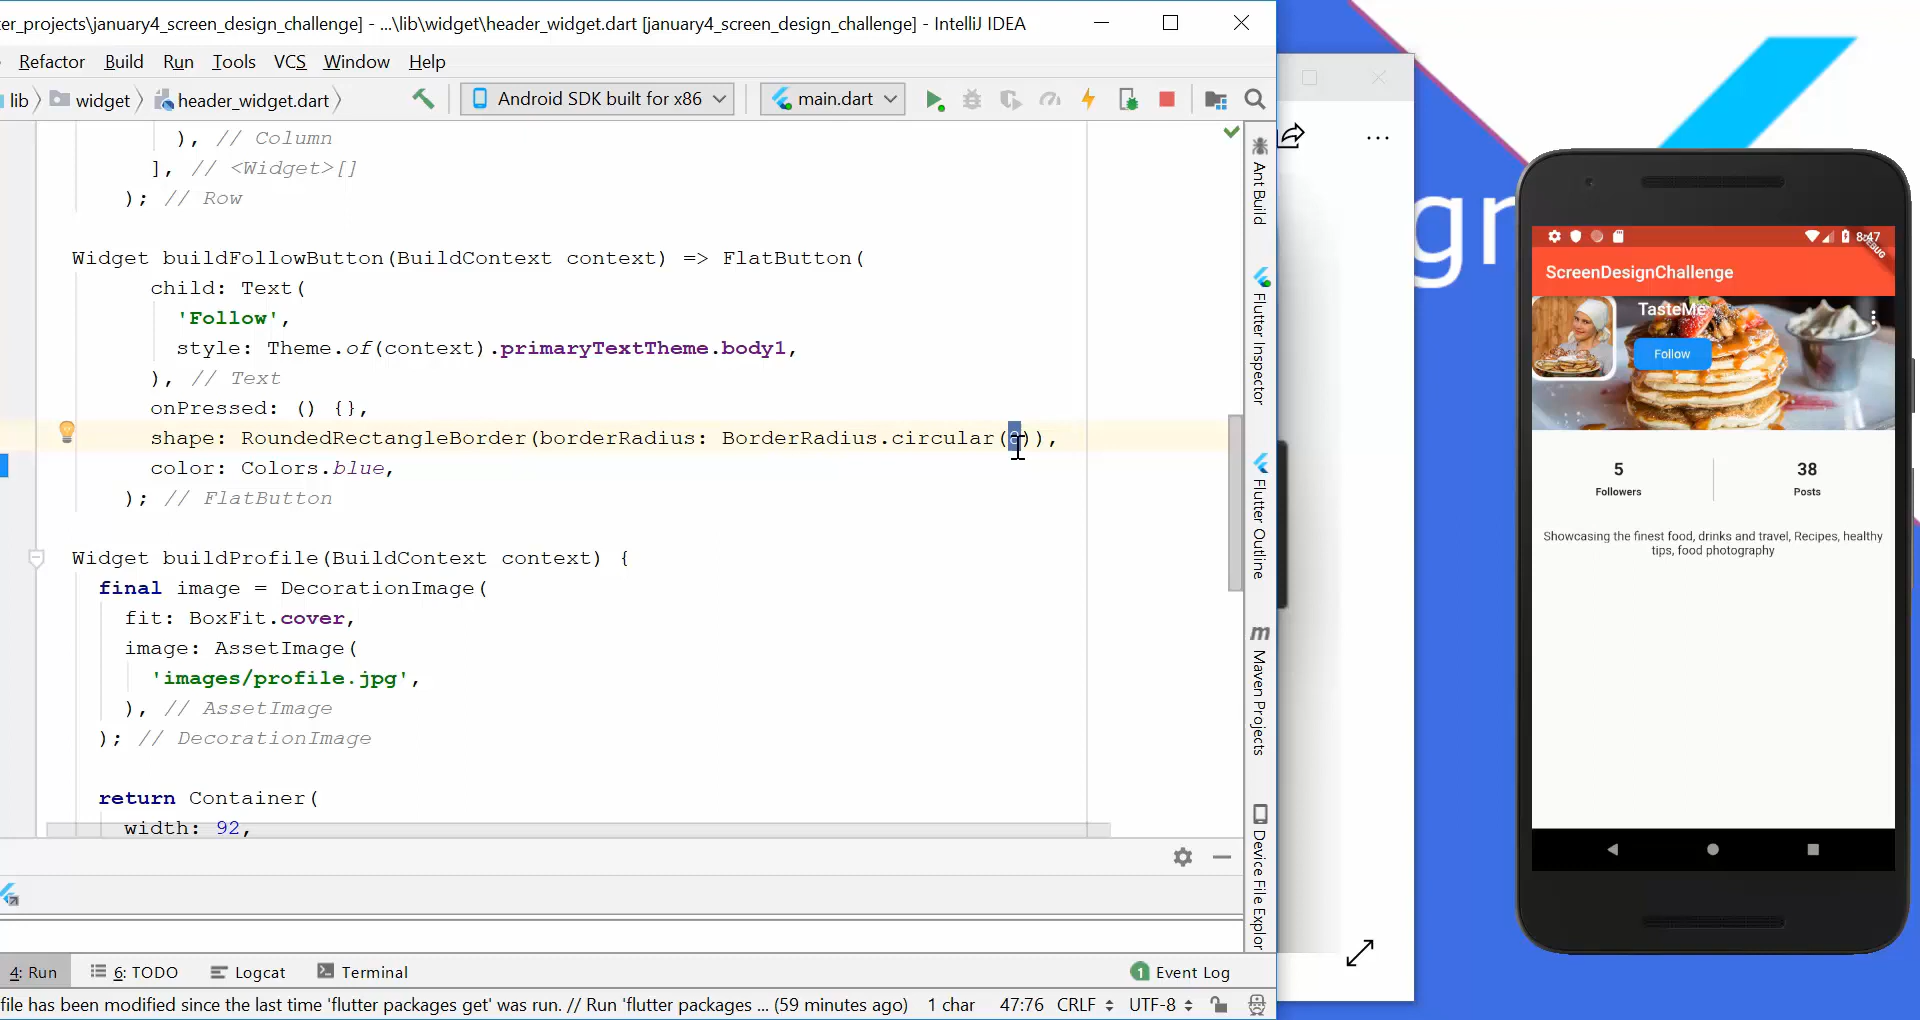 ter_projects\january4_screen_design_challenge] - ...\lib\widget\header_widget.dart [january4_screen_design_challenge] - IntelliJ IDEA
Refactor Build Run Tools VCS Window Help
lib widget header_widget.dart
Android SDK built for x86
main.dart
), // Column
], // <Widget>[]
); // Row
Widget buildFollowButton(BuildContext context) => FlatButton(
child: Text(
'Follow',
style: Theme.of(context).primaryTextTheme.body1,
), // Text
onPressed: () {},
shape: RoundedRectangleBorder(borderRadius: BorderRadius.circular( )),
color: Colors.blue,
); // FlatButton
Widget buildProfile(BuildContext context) {
final image = DecorationImage(
fit: BoxFit.cover,
image: AssetImage(
'images/profile.jpg',
), // AssetImage
); // DecorationImage
return Container(
width: 92,
Ant Build
Flutter Inspector
Flutter Outline
m Maven Projects
Device File Explor
4: Run
6: TODO
Logcat
Terminal
1 Event Log
file has been modified since the last time 'flutter packages get' was run. // Run 'flutter packages ... (59 minutes ago)
1 char
47:76
CRLF
UTF-8
gn
8:47
DEBUG
ScreenDesignChallenge
TasteMe
Follow
5
Followers
38
Posts
Showcasing the finest food, drinks and travel, Recipes, healthy
tips, food photography